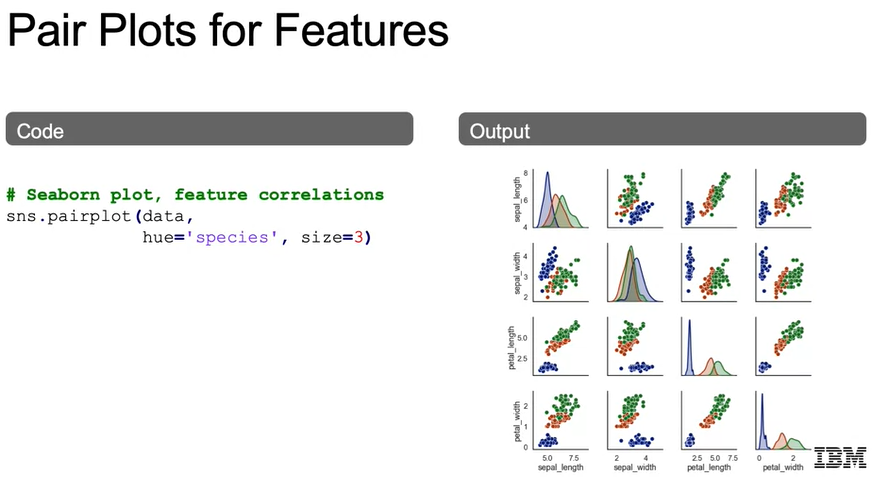 Pair Plots for Features
Code
# Seaborn plot, feature correlations
sns.pairplot(data,
hue='species', size=3)
Output
8
6
4
sepal_length
4
3
2
sepal_width
5.0
2.5
petal_length
2
1
0
petal_width
5.0 7.5
sepal_length
2 4
sepal_width
2.5 5.0 7.5
petal_length
0 2
petal_width
IBM